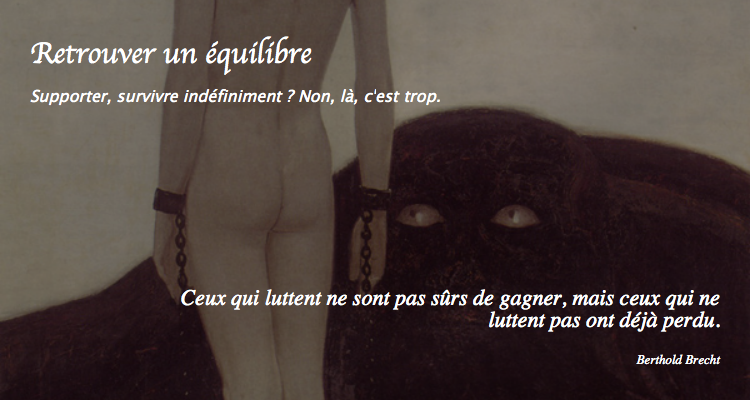 Retrouver un équilibre
Supporter, survivre indéfiniment ? Non, là, c'est trop.
Ceux qui luttent ne sont pas sûrs de gagner, mais ceux qui ne
luttent pas ont déjà perdu.
Berthold Brecht